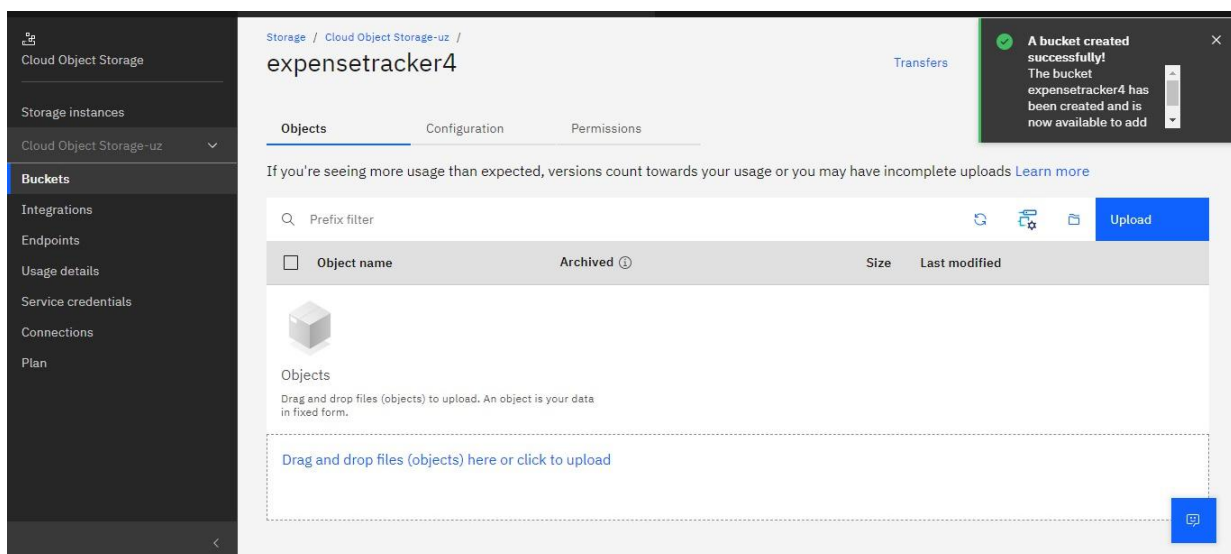 Cloud Object Storage
Storage instances
Cloud Object Storage-uz
Buckets
Integrations
Endpoints
Usage details
Service credentials
Connections
Plan
Storage / Cloud Object Storage-uz /
expensetracker4
Transfers
A bucket created
successfully!
The bucket
expensetracker4 has
been created and is
now available to add
Objects Configuration Permissions
If you're seeing more usage than expected, versions count towards your usage or you may have incomplete uploads Learn more
Prefix filter
Upload
Object name Archived Size Last modified
Objects
Drag and drop files (objects) to upload. An object is your data
in fixed form.
Drag and drop files (objects) here or click to upload